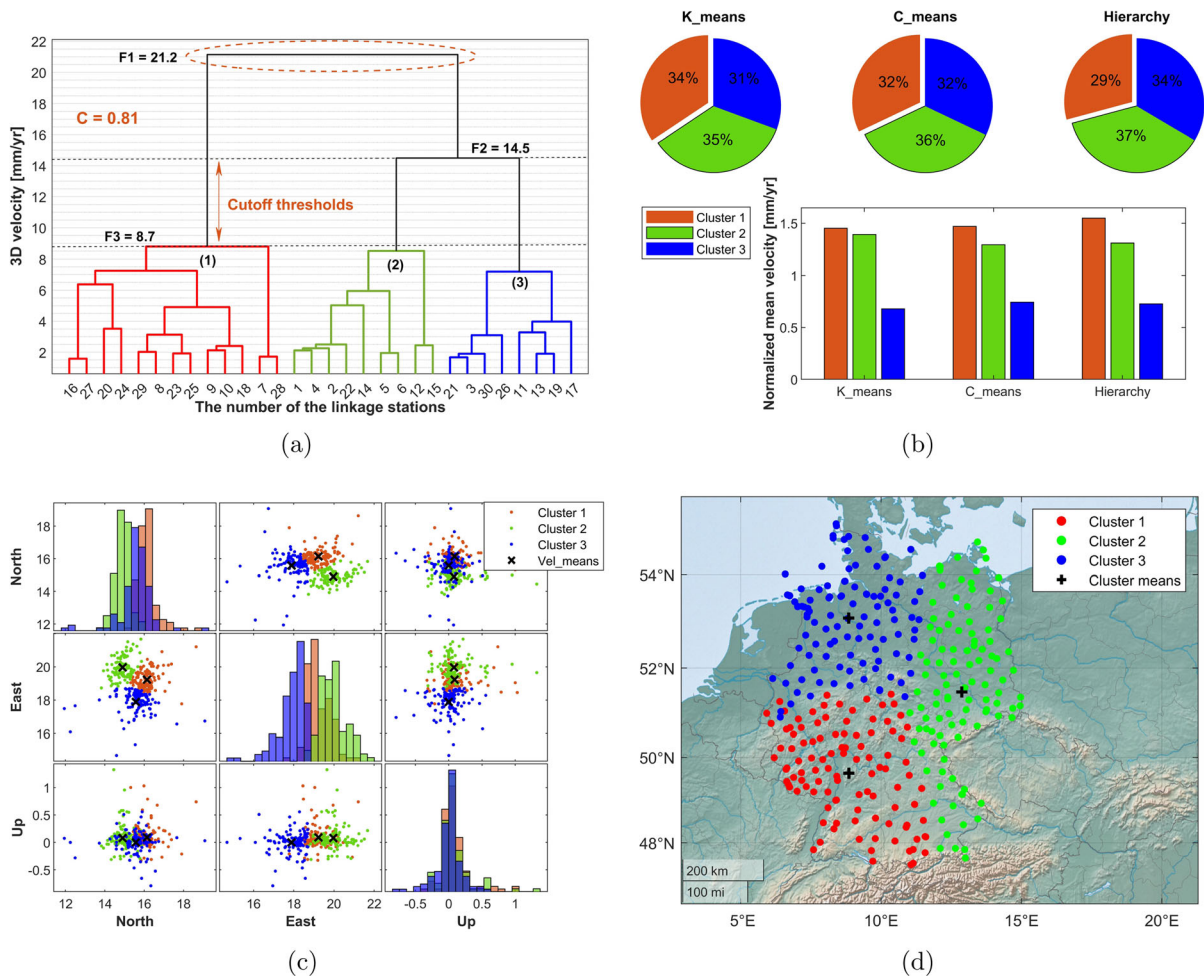 22
20
18
16
14
12
10
8
6
4
2
3D velocity [mm/yr]
F1 = 21.2
C = 0.81
F2 = 14.5
Cutoff thresholds
F3 = 8.7
(1)
(2)
(3)
16 27 20 24 29 8 23 25 9 10 18 7 28 1 4 2 22 14 5 6 12 15 21 3 30 26 11 13 19 17
The number of the linkage stations
(a)
K_means C_means Hierarchy
34% 31% 35%
32% 32% 36%
29% 34% 37%
Cluster 1
Cluster 2
Cluster 3
Normalized mean velocity [mm/yr]
1.5
1
0.5
0
K_means C_means Hierarchy
(b)
North
18
16
14
12
East
20
18
16
14
Up
1
0.5
0
-0.5
Cluster 1
Cluster 2
Cluster 3
Vel_means
12 14 16 18 14 16 18 20 22 -0.5 0 0.5 1
North East Up
(c)
Cluster 1
Cluster 2
Cluster 3
Cluster means
54°N
52°N
50°N
48°N
200 km
100 mi
5°E 10°E 15°E 20°E
(d)